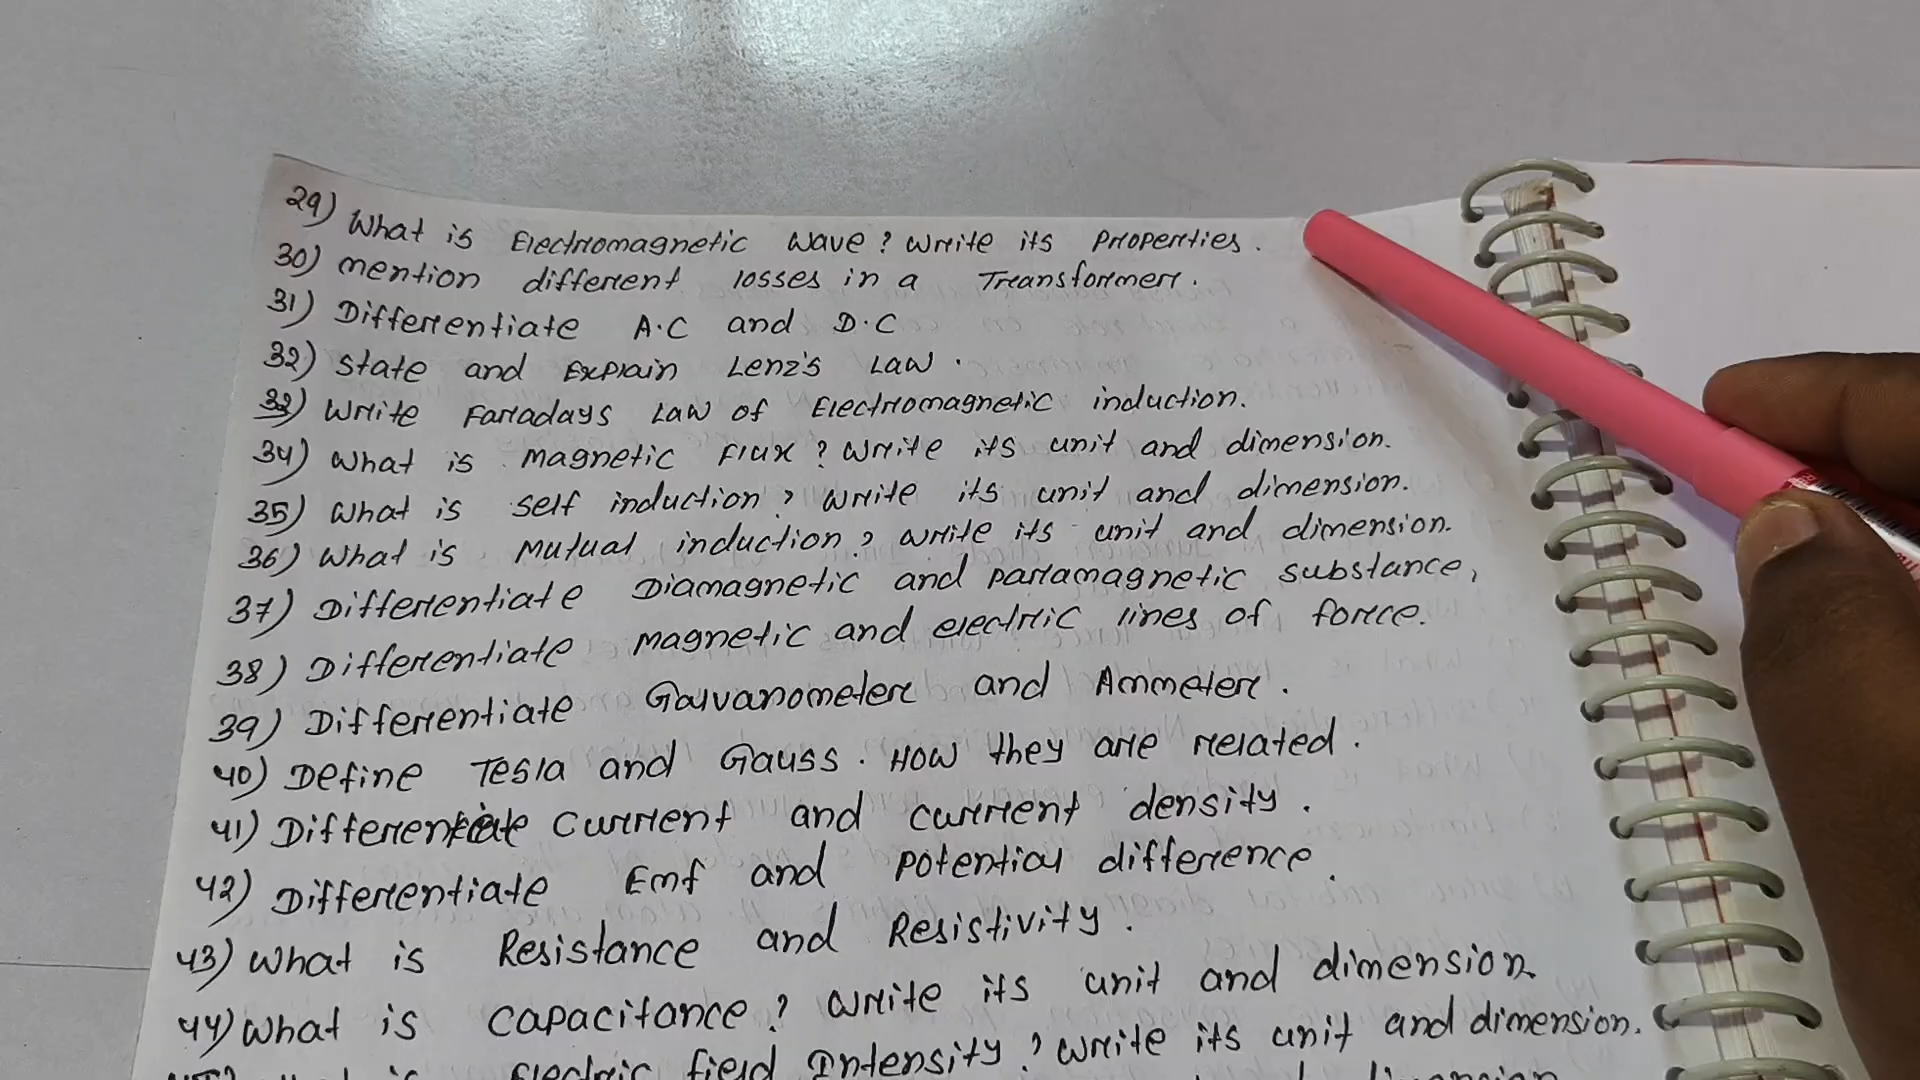 29) What is Electromagnetic Wave? Write its Properties.
30) mention different losses in a Transformer.
31) Differentiate A.C and D.C
32) State and Explain Lenz's Law.
33) Write Faradays Law of Electromagnetic induction.
34) What is magnetic Flux? Write its unit and dimension.
35) What is self induction? Write its unit and dimension.
36) What is Mutual induction? Write its unit and dimension.
37) Differentiate Diamagnetic and paramagnetic substance,
38) Differentiate magnetic and electric lines of force.
39) Differentiate Galvanometer and Ammeter.
40) Define Tesla and Gauss. How they are related.
41) Differentiate Current and current density.
42) Differentiate Emf and Potential difference.
43) What is Resistance and Resistivity.
44) What is Capacitance? Write its unit and dimension
Electric field Intensity? Write its unit and dimension.